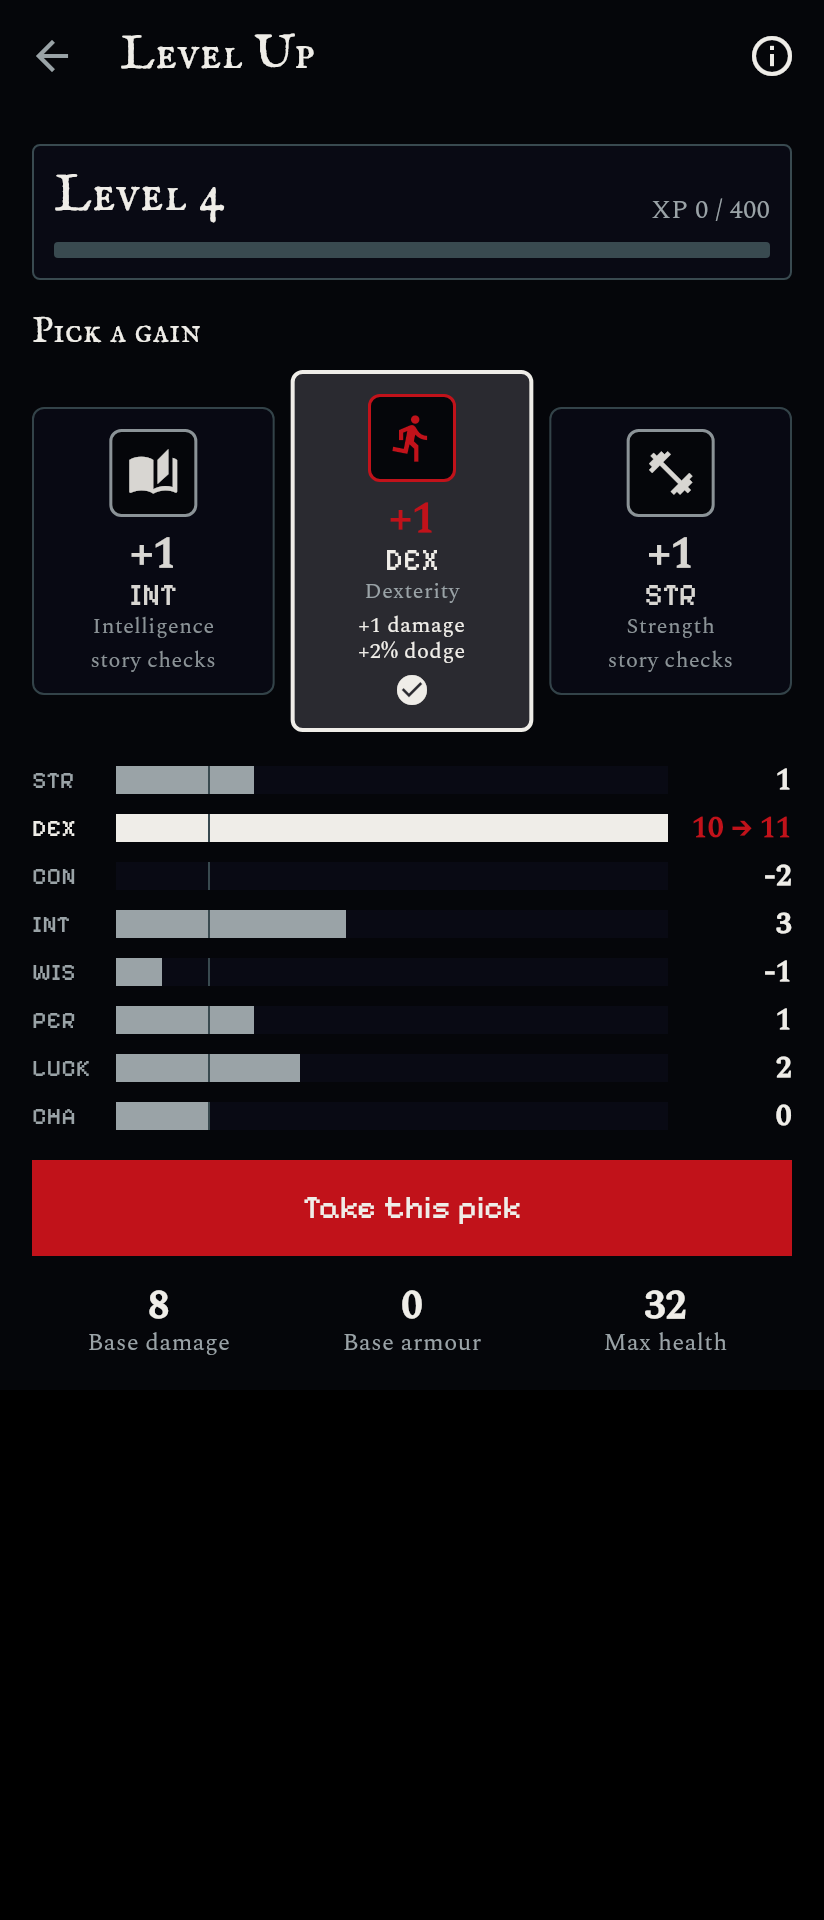 Level Up
Level 4
XP 0 / 400
Pick a gain
+1
INT
Intelligence
story checks
+1
DEX
Dexterity
+1 damage
+2% dodge
+1
STR
Strength
story checks
STR 1
DEX 10 → 11
CON -2
INT 3
WIS -1
PER 1
LUCK 2
CHA 0
Take this pick
8 0 32
Base damage Base armour Max health